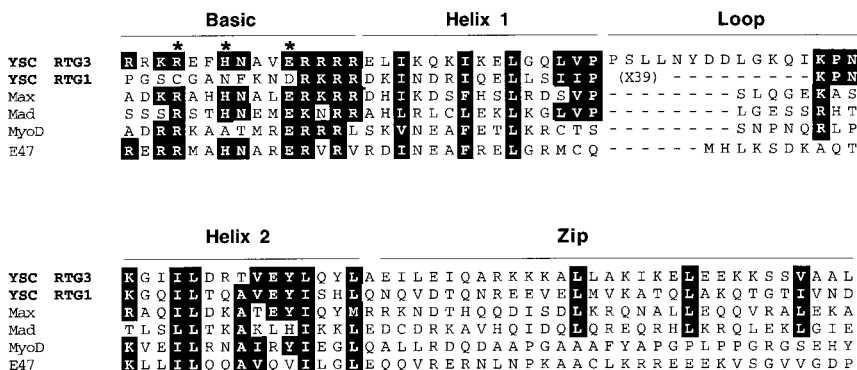 Basic Helix 1 Loop
* * *
YSC RTG3 R R K R E F H N A V E R R R R E L I K Q K I K E L G Q L V P P S L L N Y D D L G K Q I K P N
YSC RTG1 P G S C G A N F K N D R K R R D K I N D R I Q E L L S I I P (X39) - - - - - - - K P N
Max A D K R A H H N A L E R K R R D H I K D S F H S L R D S V P - - - - - - - - S L Q G E K A S
Mad S S S R S T H N E M E K N R R A H L R L C L E K L K G L V P - - - - - - - - L G E S S R H T
MyoD A D R R K A A T M R E R R R L S K V N E A F E T L K R C T S - - - - - - - - S N P N Q R L P
E47 R E R R M A H N A R E R V R V R D I N E A F R E L G R M C Q - - - - - - M H L K S D K A Q T
Helix 2 Zip
YSC RTG3 K G I I L D R T V E Y L Q Y L A E I L E I Q A R K K K A L L A K I K E L E E K K S S V A A L
YSC RTG1 K G Q I L T Q A V E Y I S H L Q N Q V D T Q N R E E V E L M V K A T Q L A K Q T G T I V N D
Max R A Q I L D K A T E Y I Q Y M R R K N D T H Q Q D I S D L K R Q N A L L E Q Q V R A L E K A
Mad T L S L L T K A K L H I K K L E D C D R K A V H Q I D Q L Q R E Q R H L K R Q L E K L G I E
MyoD K V E I L R N A I R Y I E G L Q A L L R D Q D A A P G A A A F Y A P G P L P P G R G S E H Y
E47 K L L I L Q Q A V Q V I L G L E Q Q V R E R N L N P K A A C L K R R E E E K V S G V V G D P